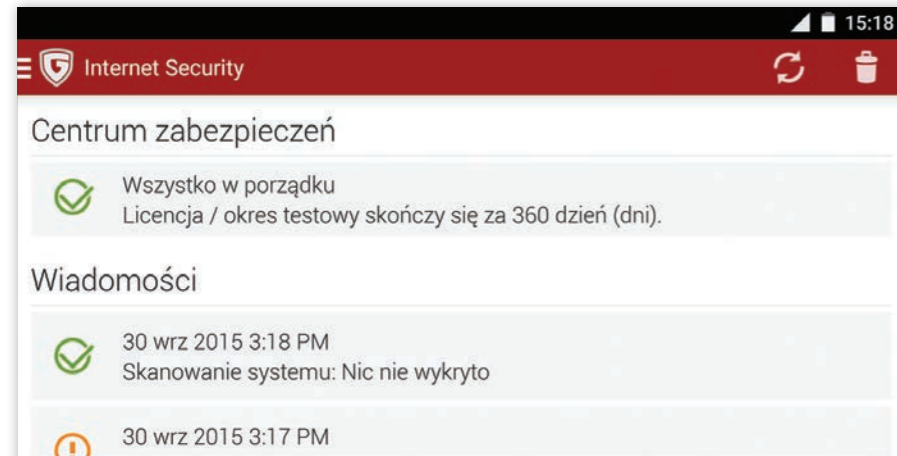 15:18
Internet Security
Centrum zabezpieczeń
Wszystko w porządku
Licencja / okres testowy skończy się za 360 dzień (dni).
Wiadomości
30 wrz 2015 3:18 PM
Skanowanie systemu: Nic nie wykryto
30 wrz 2015 3:17 PM